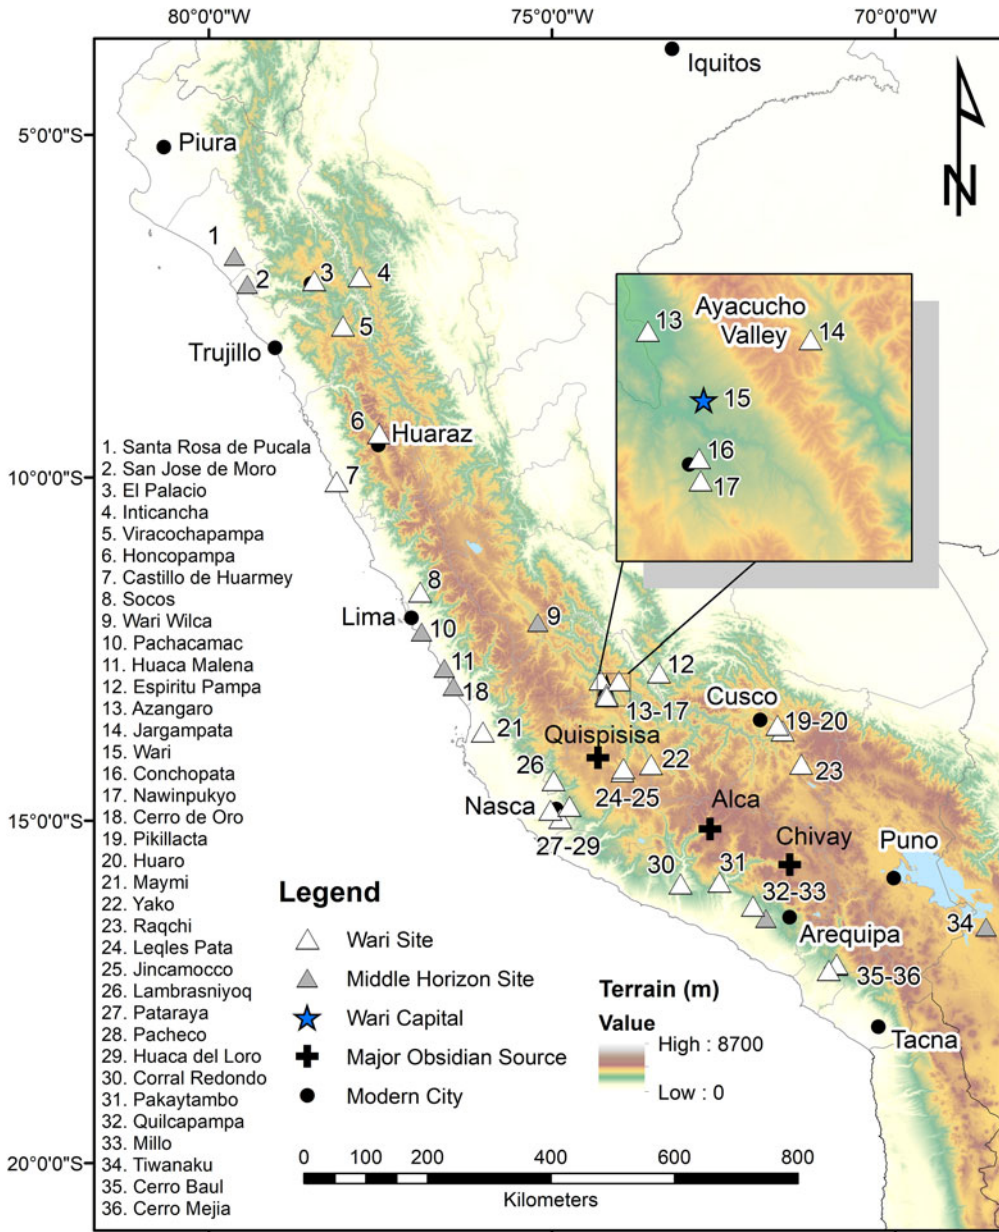 80°0'0"W
75°0'0"W
70°0'0"W
Iquitos
N
5°0'0"S
Piura
1
2
3
4
5
Trujillo
Ayacucho
Valley
13
14
15
16
17
6
Huaraz
10°0'0"S
7
1. Santa Rosa de Pucala
2. San Jose de Moro
3. El Palacio
4. Inticancha
5. Viracochapampa
6. Honcopampa
7. Castillo de Huarmey
8. Socos
9. Wari Wilca
10. Pachacamac
11. Huaca Malena
12. Espiritu Pampa
13. Azangaro
14. Jargampata
15. Wari
16. Conchopata
17. Nawinpukyo
18. Cerro de Oro
19. Pikillacta
20. Huaro
21. Maymi
22. Yako
23. Raqchi
24. Leqles Pata
25. Jincamocco
26. Lambrasniyoq
27. Pataraya
28. Pacheco
29. Huaca del Loro
30. Corral Redondo
31. Pakaytambo
32. Quilcapampa
33. Millo
34. Tiwanaku
35. Cerro Baul
36. Cerro Mejia
8
Lima
9
10
11
18
12
13-17
Cusco
19-20
21
Quispisisa
22
23
26
24-25
Nasca
Alca
15°0'0"S
27-29
Chivay
Puno
30
31
32-33
34
Arequipa
35-36
Tacna
Legend
Wari Site
Middle Horizon Site
Wari Capital
Major Obsidian Source
Modern City
Terrain (m)
Value
High : 8700
Low : 0
20°0'0"S
0 100 200 400 600 800
Kilometers